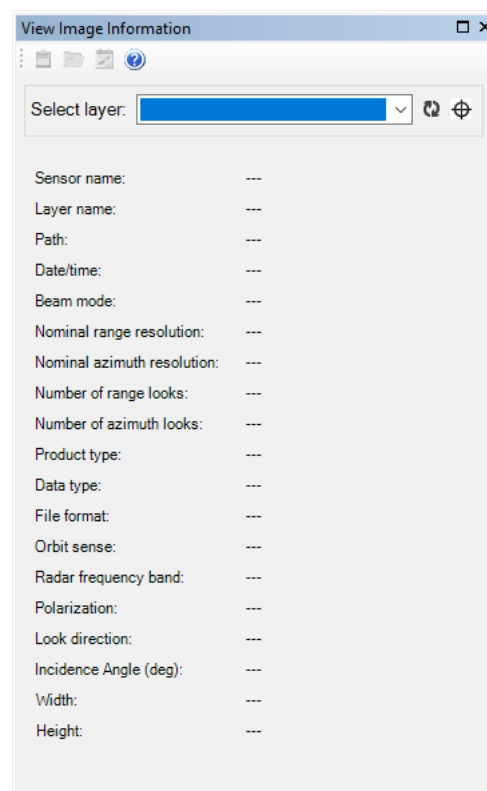 View Image Information
Select layer:
Sensor name: ---
Layer name: ---
Path: ---
Date/time: ---
Beam mode: ---
Nominal range resolution: ---
Nominal azimuth resolution: ---
Number of range looks: ---
Number of azimuth looks: ---
Product type: ---
Data type: ---
File format: ---
Orbit sense: ---
Radar frequency band: ---
Polarization: ---
Look direction: ---
Incidence Angle (deg): ---
Width: ---
Height: ---